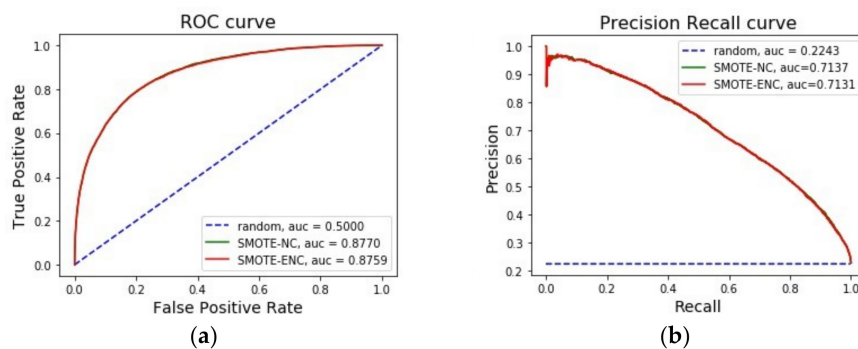 ROC curve
1.0
0.8
0.6
0.4
0.2
0.0
True Positive Rate
random, auc = 0.5000
SMOTE-NC, auc = 0.8770
SMOTE-ENC, auc = 0.8759
0.0 0.2 0.4 0.6 0.8 1.0
False Positive Rate
(a)
Precision Recall curve
1.0
0.9
0.8
0.7
0.6
0.5
0.4
0.3
0.2
Precision
random, auc = 0.2243
SMOTE-NC, auc=0.7137
SMOTE-ENC, auc=0.7131
0.0 0.2 0.4 0.6 0.8 1.0
Recall
(b)